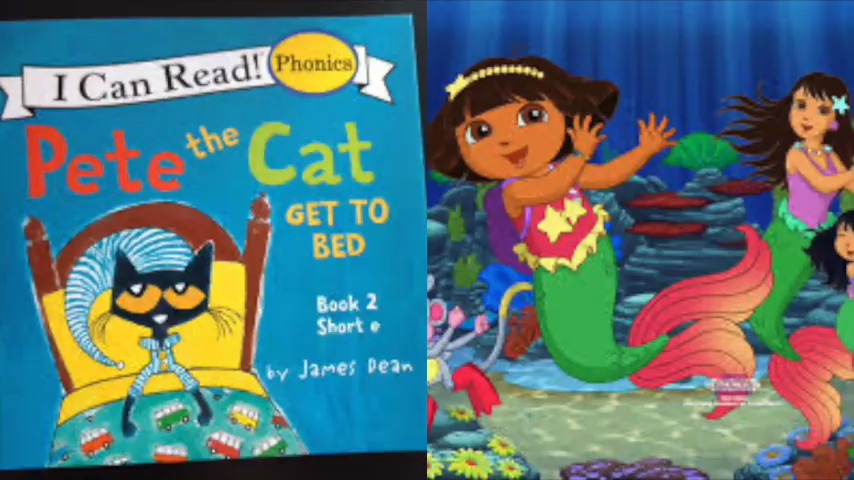 I Can Read! Phonics
Pete the Cat
GET TO
BED
Book 2
Short e
by James Dean